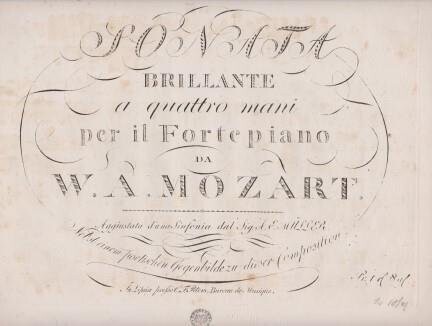 SONATA
BRILLANTE
a quattro mani
per il Fortepiano
DA
W. A. MOZART.
Aggiustata d'una Sinfonia dal Sig. A. E. MÜLLER
Nebst einem poetischen Gegenbilde zu dieser Composition
In Lipsia presso Bureau de Musique.